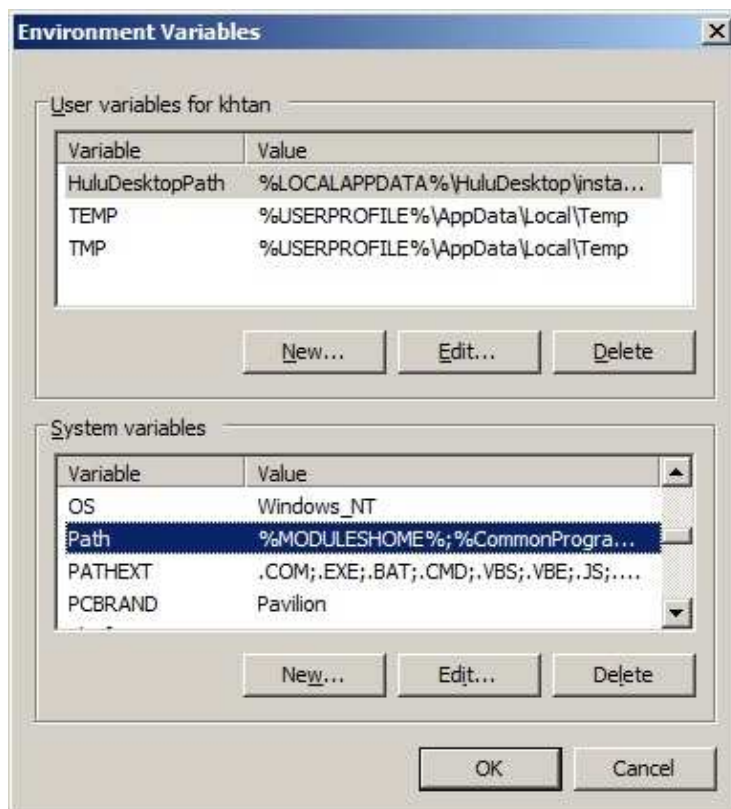 Environment Variables
User variables for khtan
Variable Value
HuluDesktopPath %LOCALAPPDATA%\HuluDesktop\insta...
TEMP %USERPROFILE%\AppData\Local\Temp
TMP %USERPROFILE%\AppData\Local\Temp
New... Edit... Delete
System variables
Variable Value
OS Windows_NT
Path %MODULESHOME%;%CommonProgra...
PATHEXT .COM;.EXE;.BAT;.CMD;.VBS;.VBE;.JS;....
PCBRAND Pavilion
New... Edit... Delete
OK Cancel